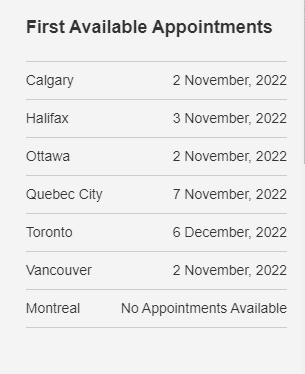 First Available Appointments
Calgary 2 November, 2022
Halifax 3 November, 2022
Ottawa 2 November, 2022
Quebec City 7 November, 2022
Toronto 6 December, 2022
Vancouver 2 November, 2022
Montreal No Appointments Available